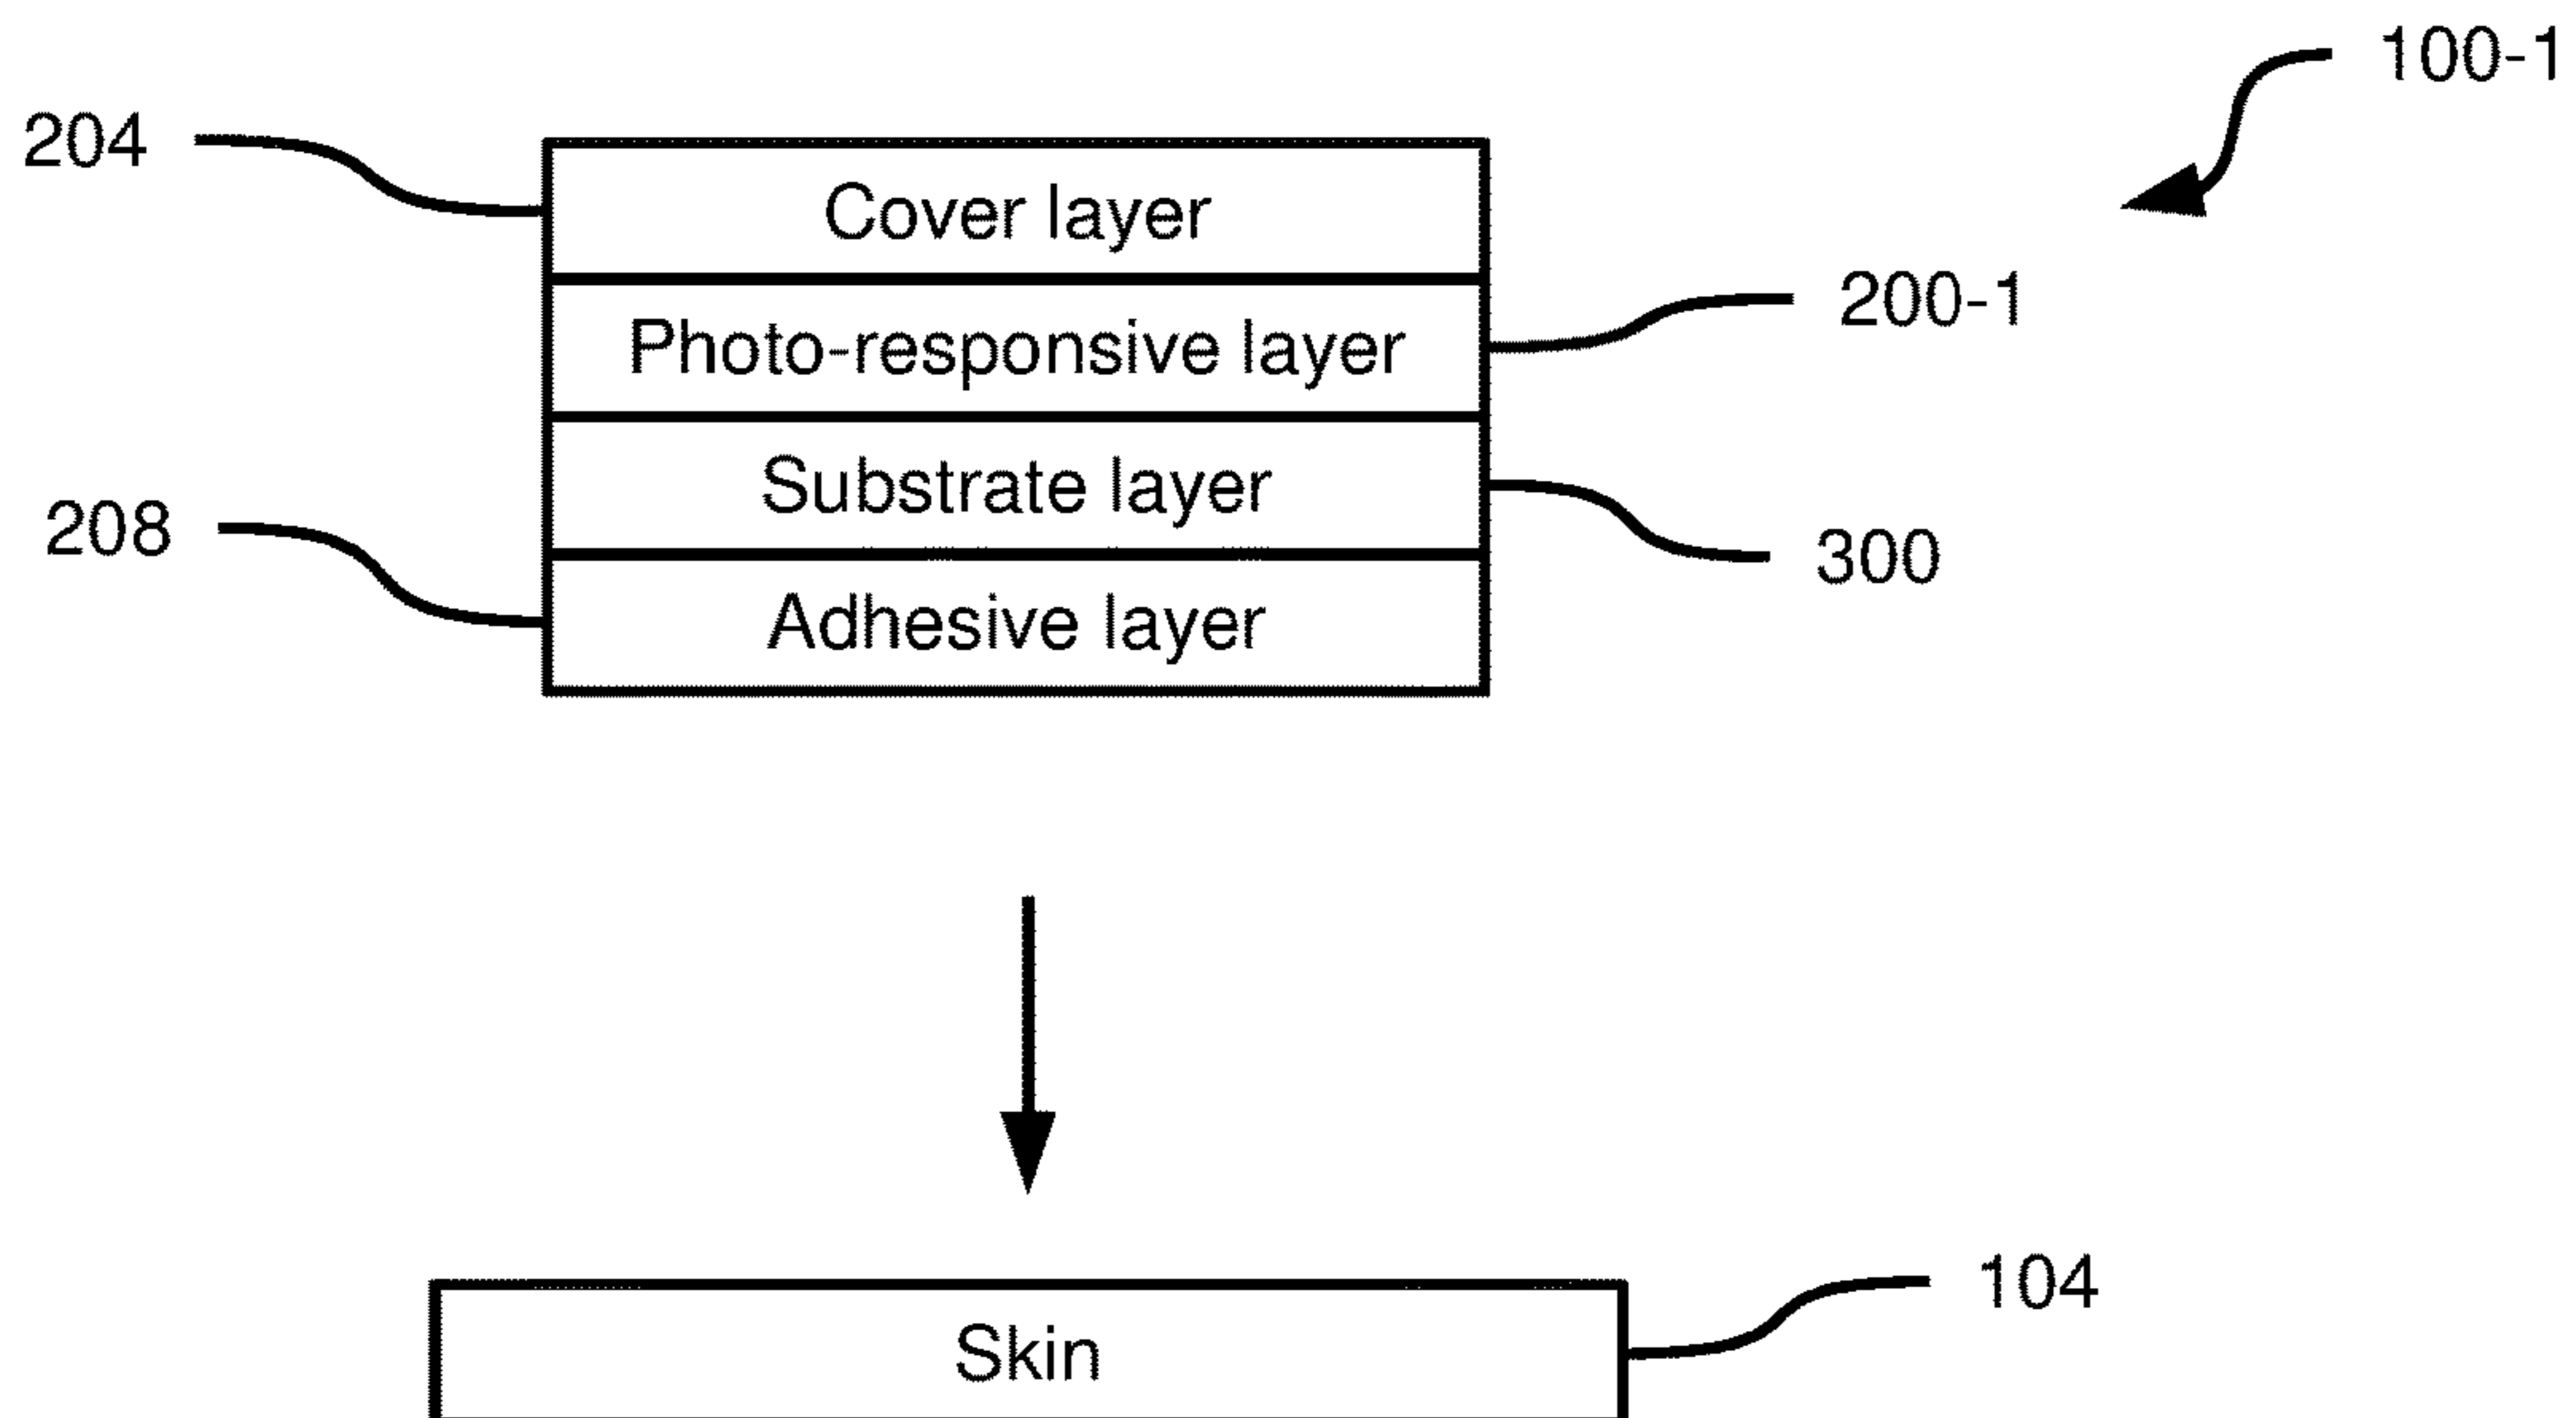 100-1
204
Cover layer
200-1
Photo-responsive layer
Substrate layer
208
300
Adhesive layer
104
Skin